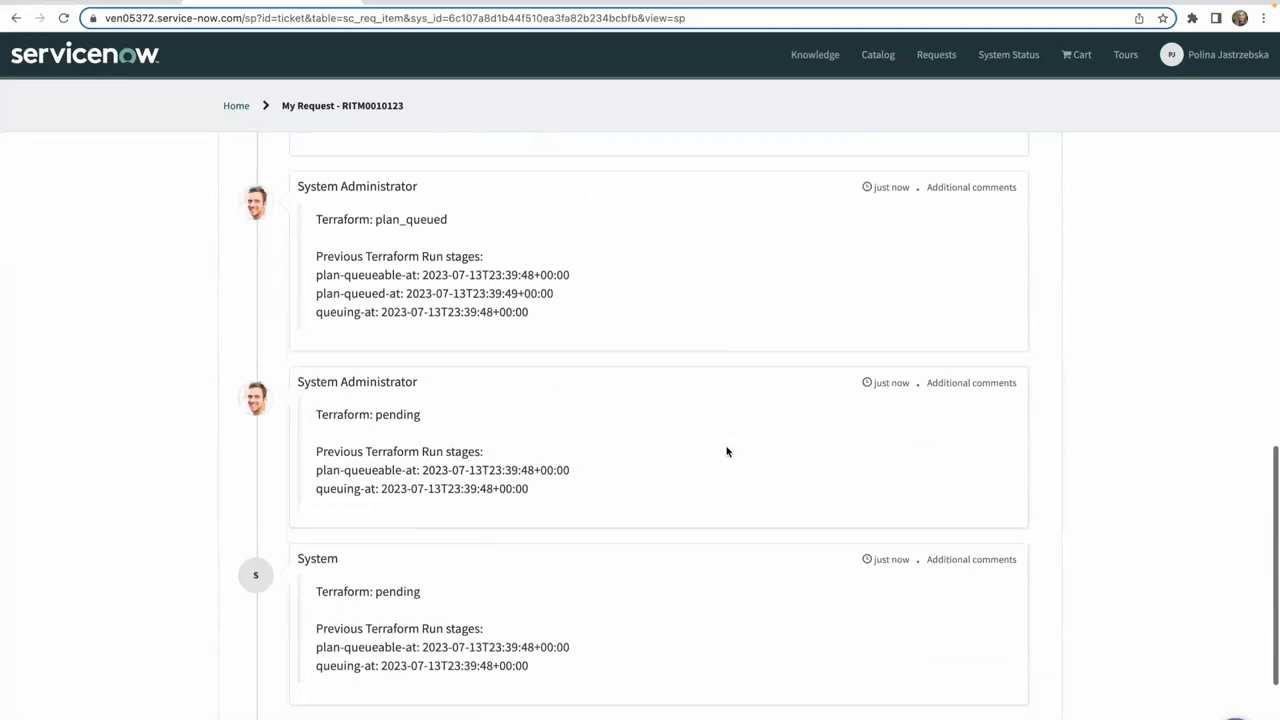 ven05372.service-now.com/sp?id=ticket&table=sc_req_item&sys_id=6c107a8d1b44f510ea3fa82b234bcbfb&view=sp
servicenow
Knowledge Catalog Requests System Status Cart Tours PJ Polina Jastrzebska
Home > My Request - RITM0010123
System Administrator just now . Additional comments
Terraform: plan_queued
Previous Terraform Run stages:
plan-queueable-at: 2023-07-13T23:39:48+00:00
plan-queued-at: 2023-07-13T23:39:49+00:00
queuing-at: 2023-07-13T23:39:48+00:00
System Administrator just now . Additional comments
Terraform: pending
Previous Terraform Run stages:
plan-queueable-at: 2023-07-13T23:39:48+00:00
queuing-at: 2023-07-13T23:39:48+00:00
S System just now . Additional comments
Terraform: pending
Previous Terraform Run stages:
plan-queueable-at: 2023-07-13T23:39:48+00:00
queuing-at: 2023-07-13T23:39:48+00:00